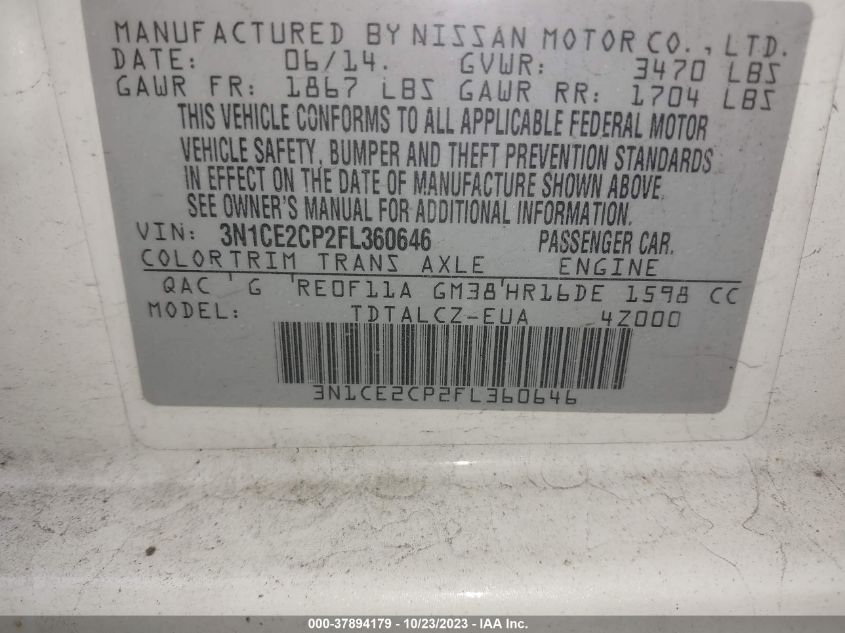 MANUFACTURED BY NISSAN MOTOR CO., LTD.
DATE: 06/14. GVWR: 3470 LBS
GAWR FR: 1867 LBS GAWR RR: 1704 LBS
THIS VEHICLE CONFORMS TO ALL APPLICABLE FEDERAL MOTOR
VEHICLE SAFETY, BUMPER AND THEFT PREVENTION STANDARDS
IN EFFECT ON THE DATE OF MANUFACTURE SHOWN ABOVE.
SEE OWNER'S MANUAL FOR ADDITIONAL INFORMATION.
VIN: 3N1CE2CP2FL360646 PASSENGER CAR.
COLORTRIM TRANS AXLE ENGINE
QAC ' G 'RE0F11A GM38'HR16DE 1598 CC
MODEL: TDTALCZ-EUA 4Z000
3N1CE2CP2FL360646
000-37894179 - 10/23/2023 - IAA Inc.